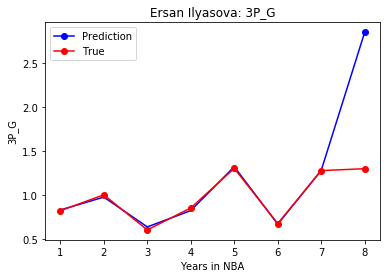 Ersan Ilyasova: 3P_G
Prediction
True
3P_G
2.5
2.0
1.5
1.0
0.5
1 2 3 4 5 6 7 8
Years in NBA